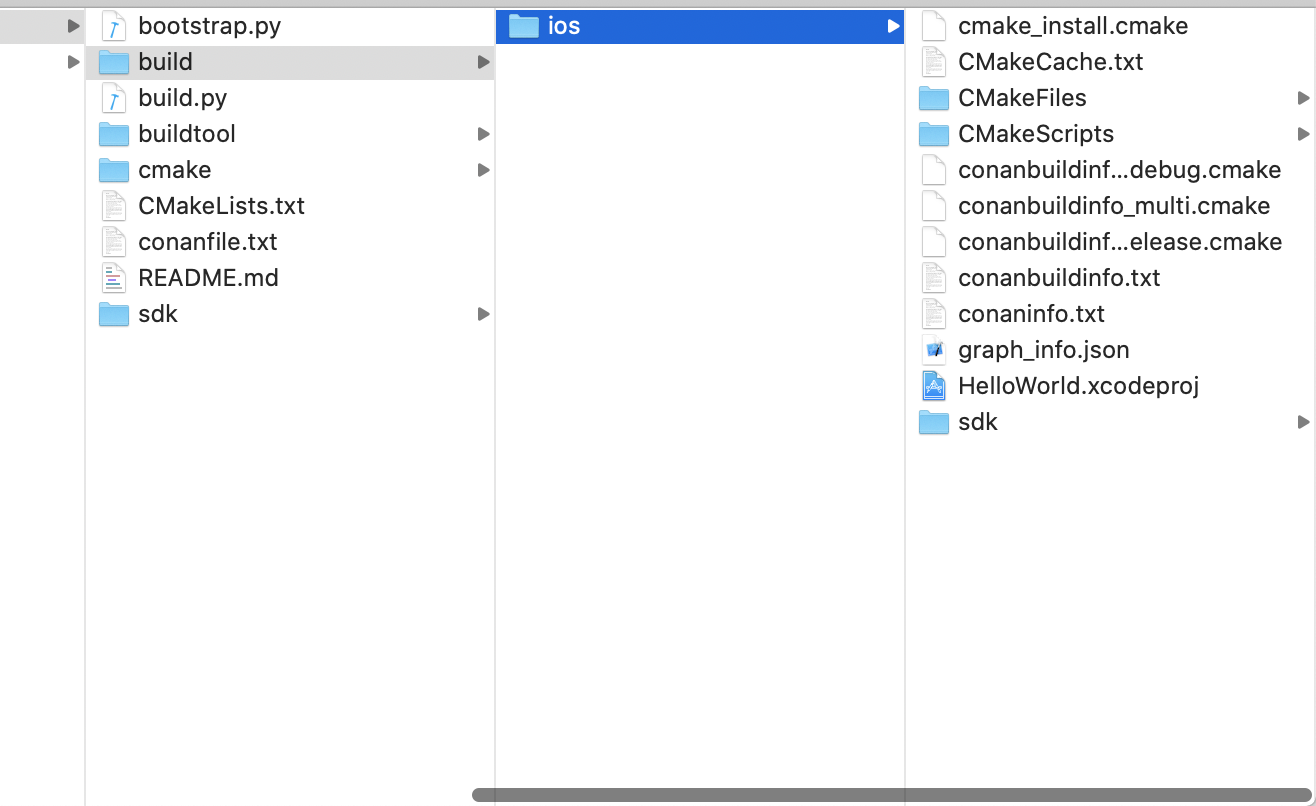 bootstrap.py
build
build.py
buildtool
cmake
CMakeLists.txt
conanfile.txt
README.md
sdk
ios
cmake_install.cmake
CMakeCache.txt
CMakeFiles
CMakeScripts
conanbuildinf...debug.cmake
conanbuildinfo_multi.cmake
conanbuildinf...elease.cmake
conanbuildinfo.txt
conaninfo.txt
graph_info.json
HelloWorld.xcodeproj
sdk